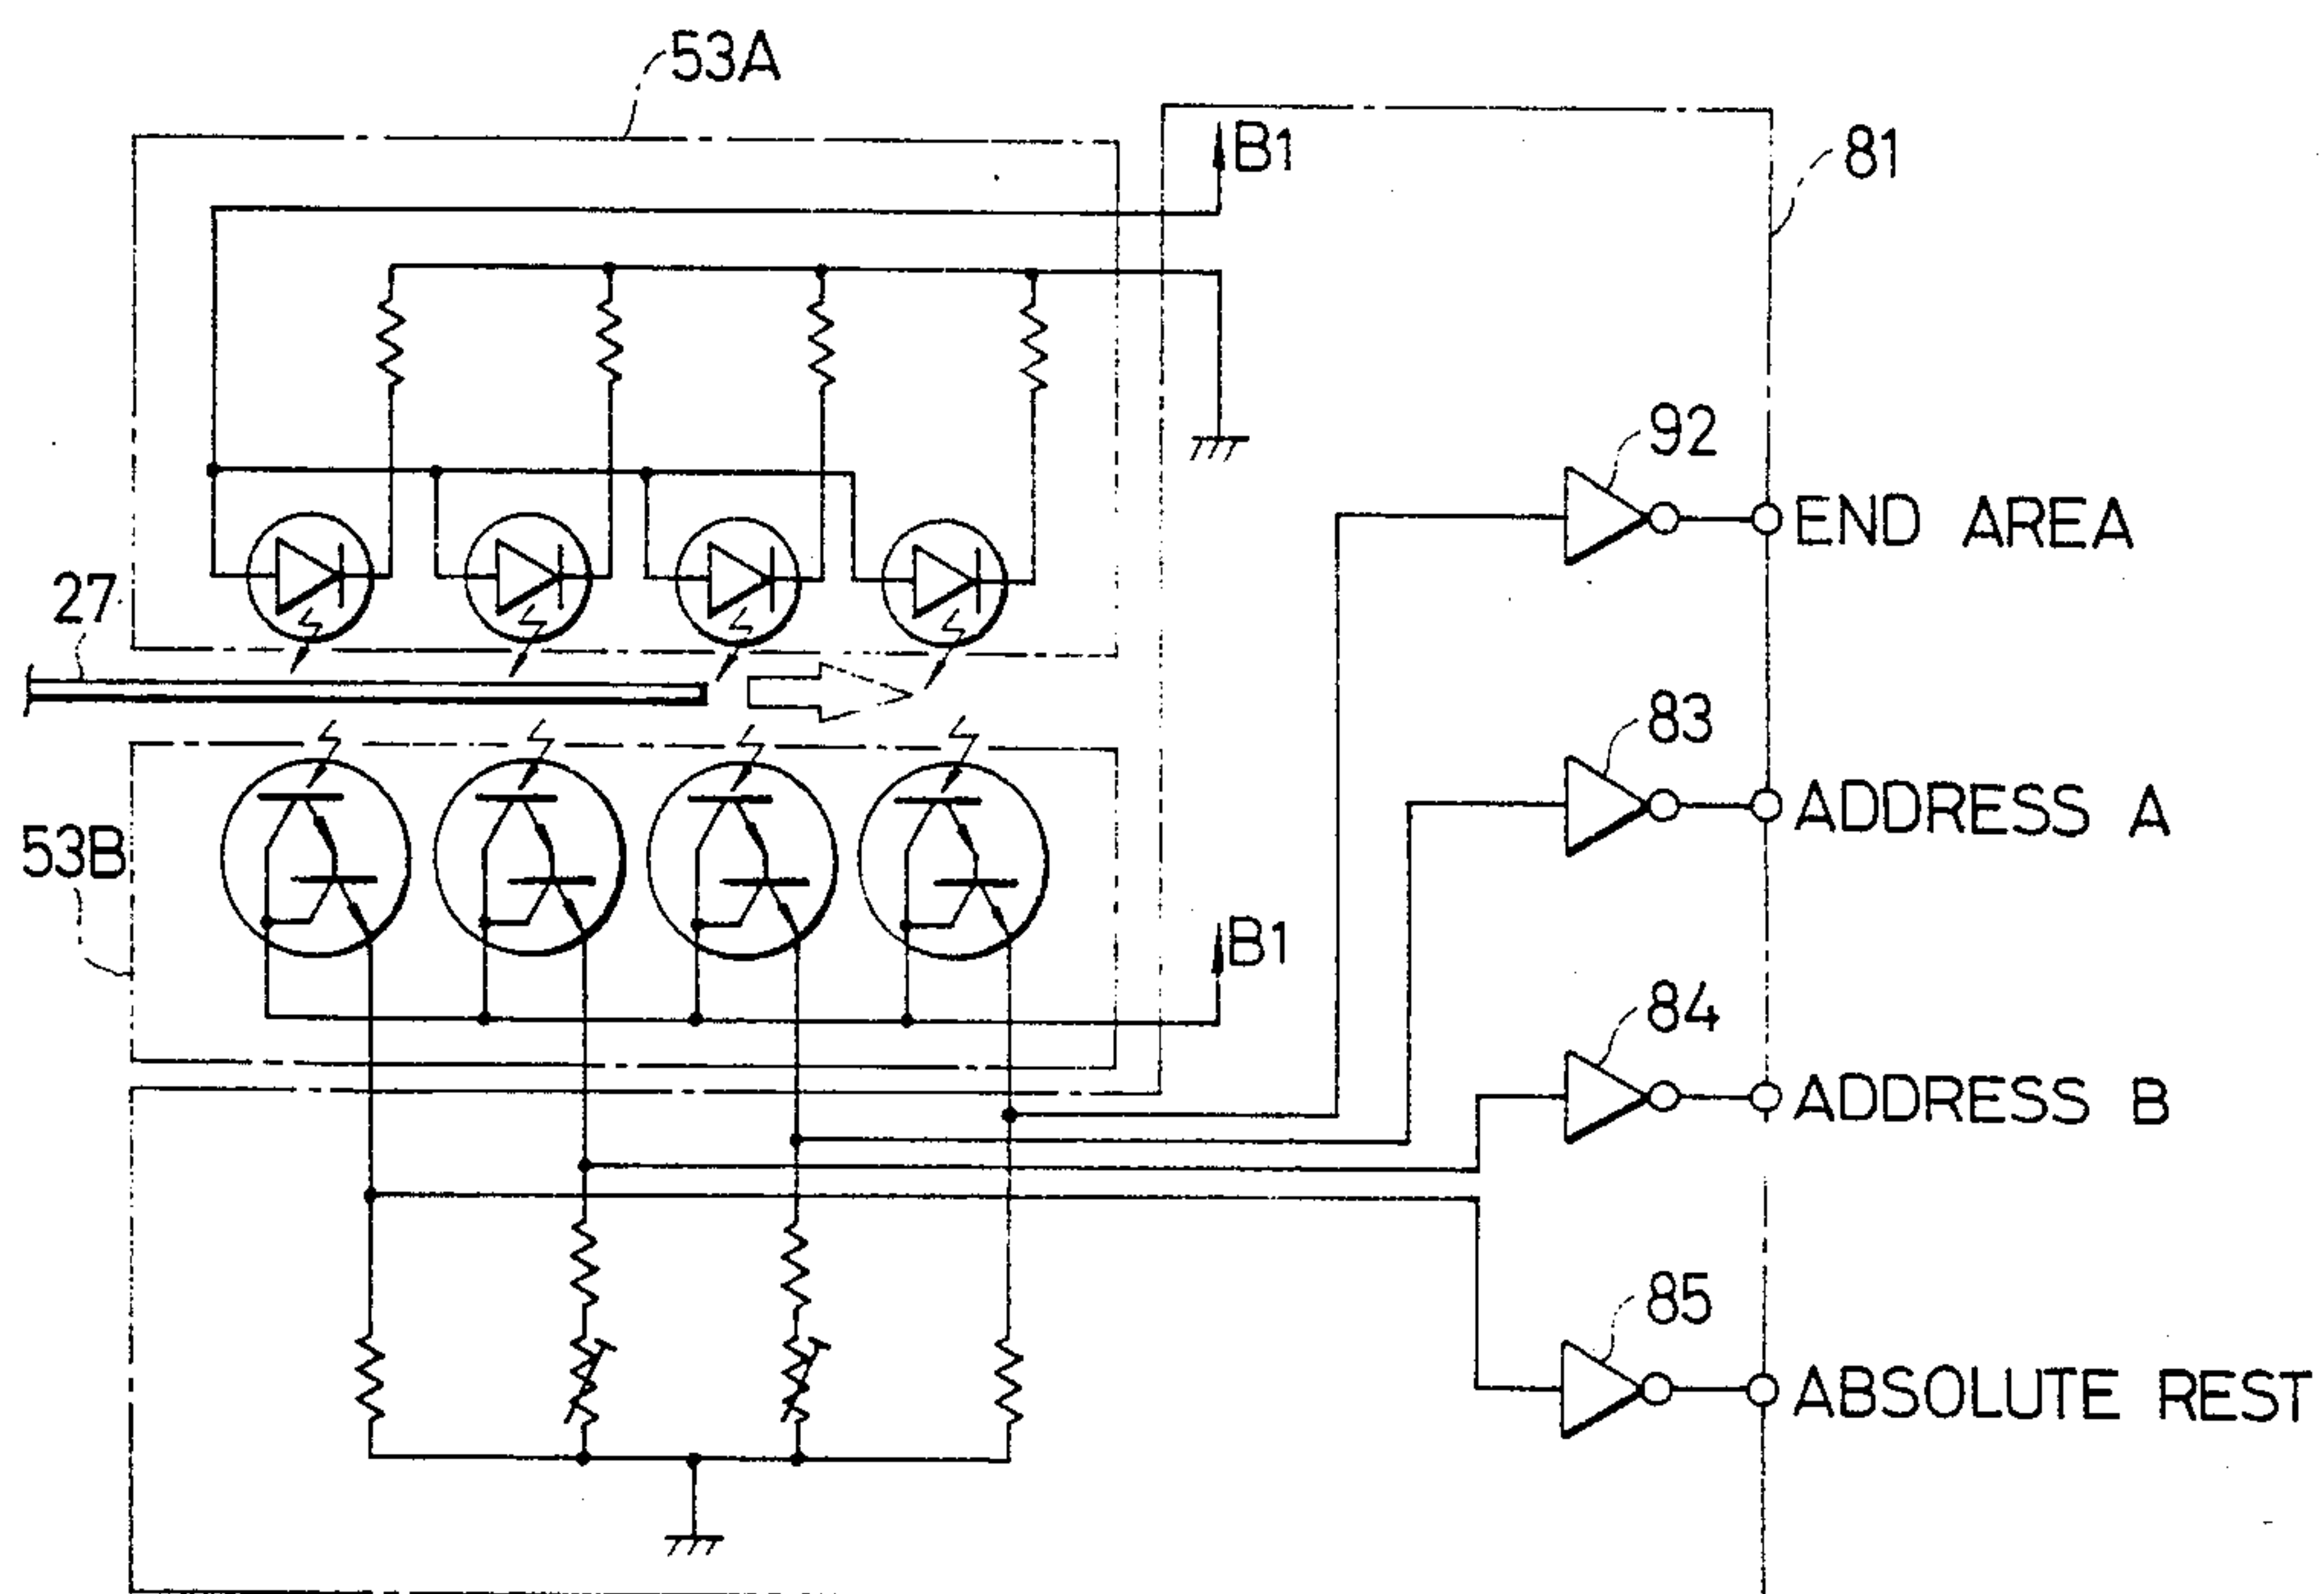 53A
B1
81
92
END AREA
27
83
ADDRESS A
53B
B1
84
ADDRESS B
85
ABSOLUTE REST